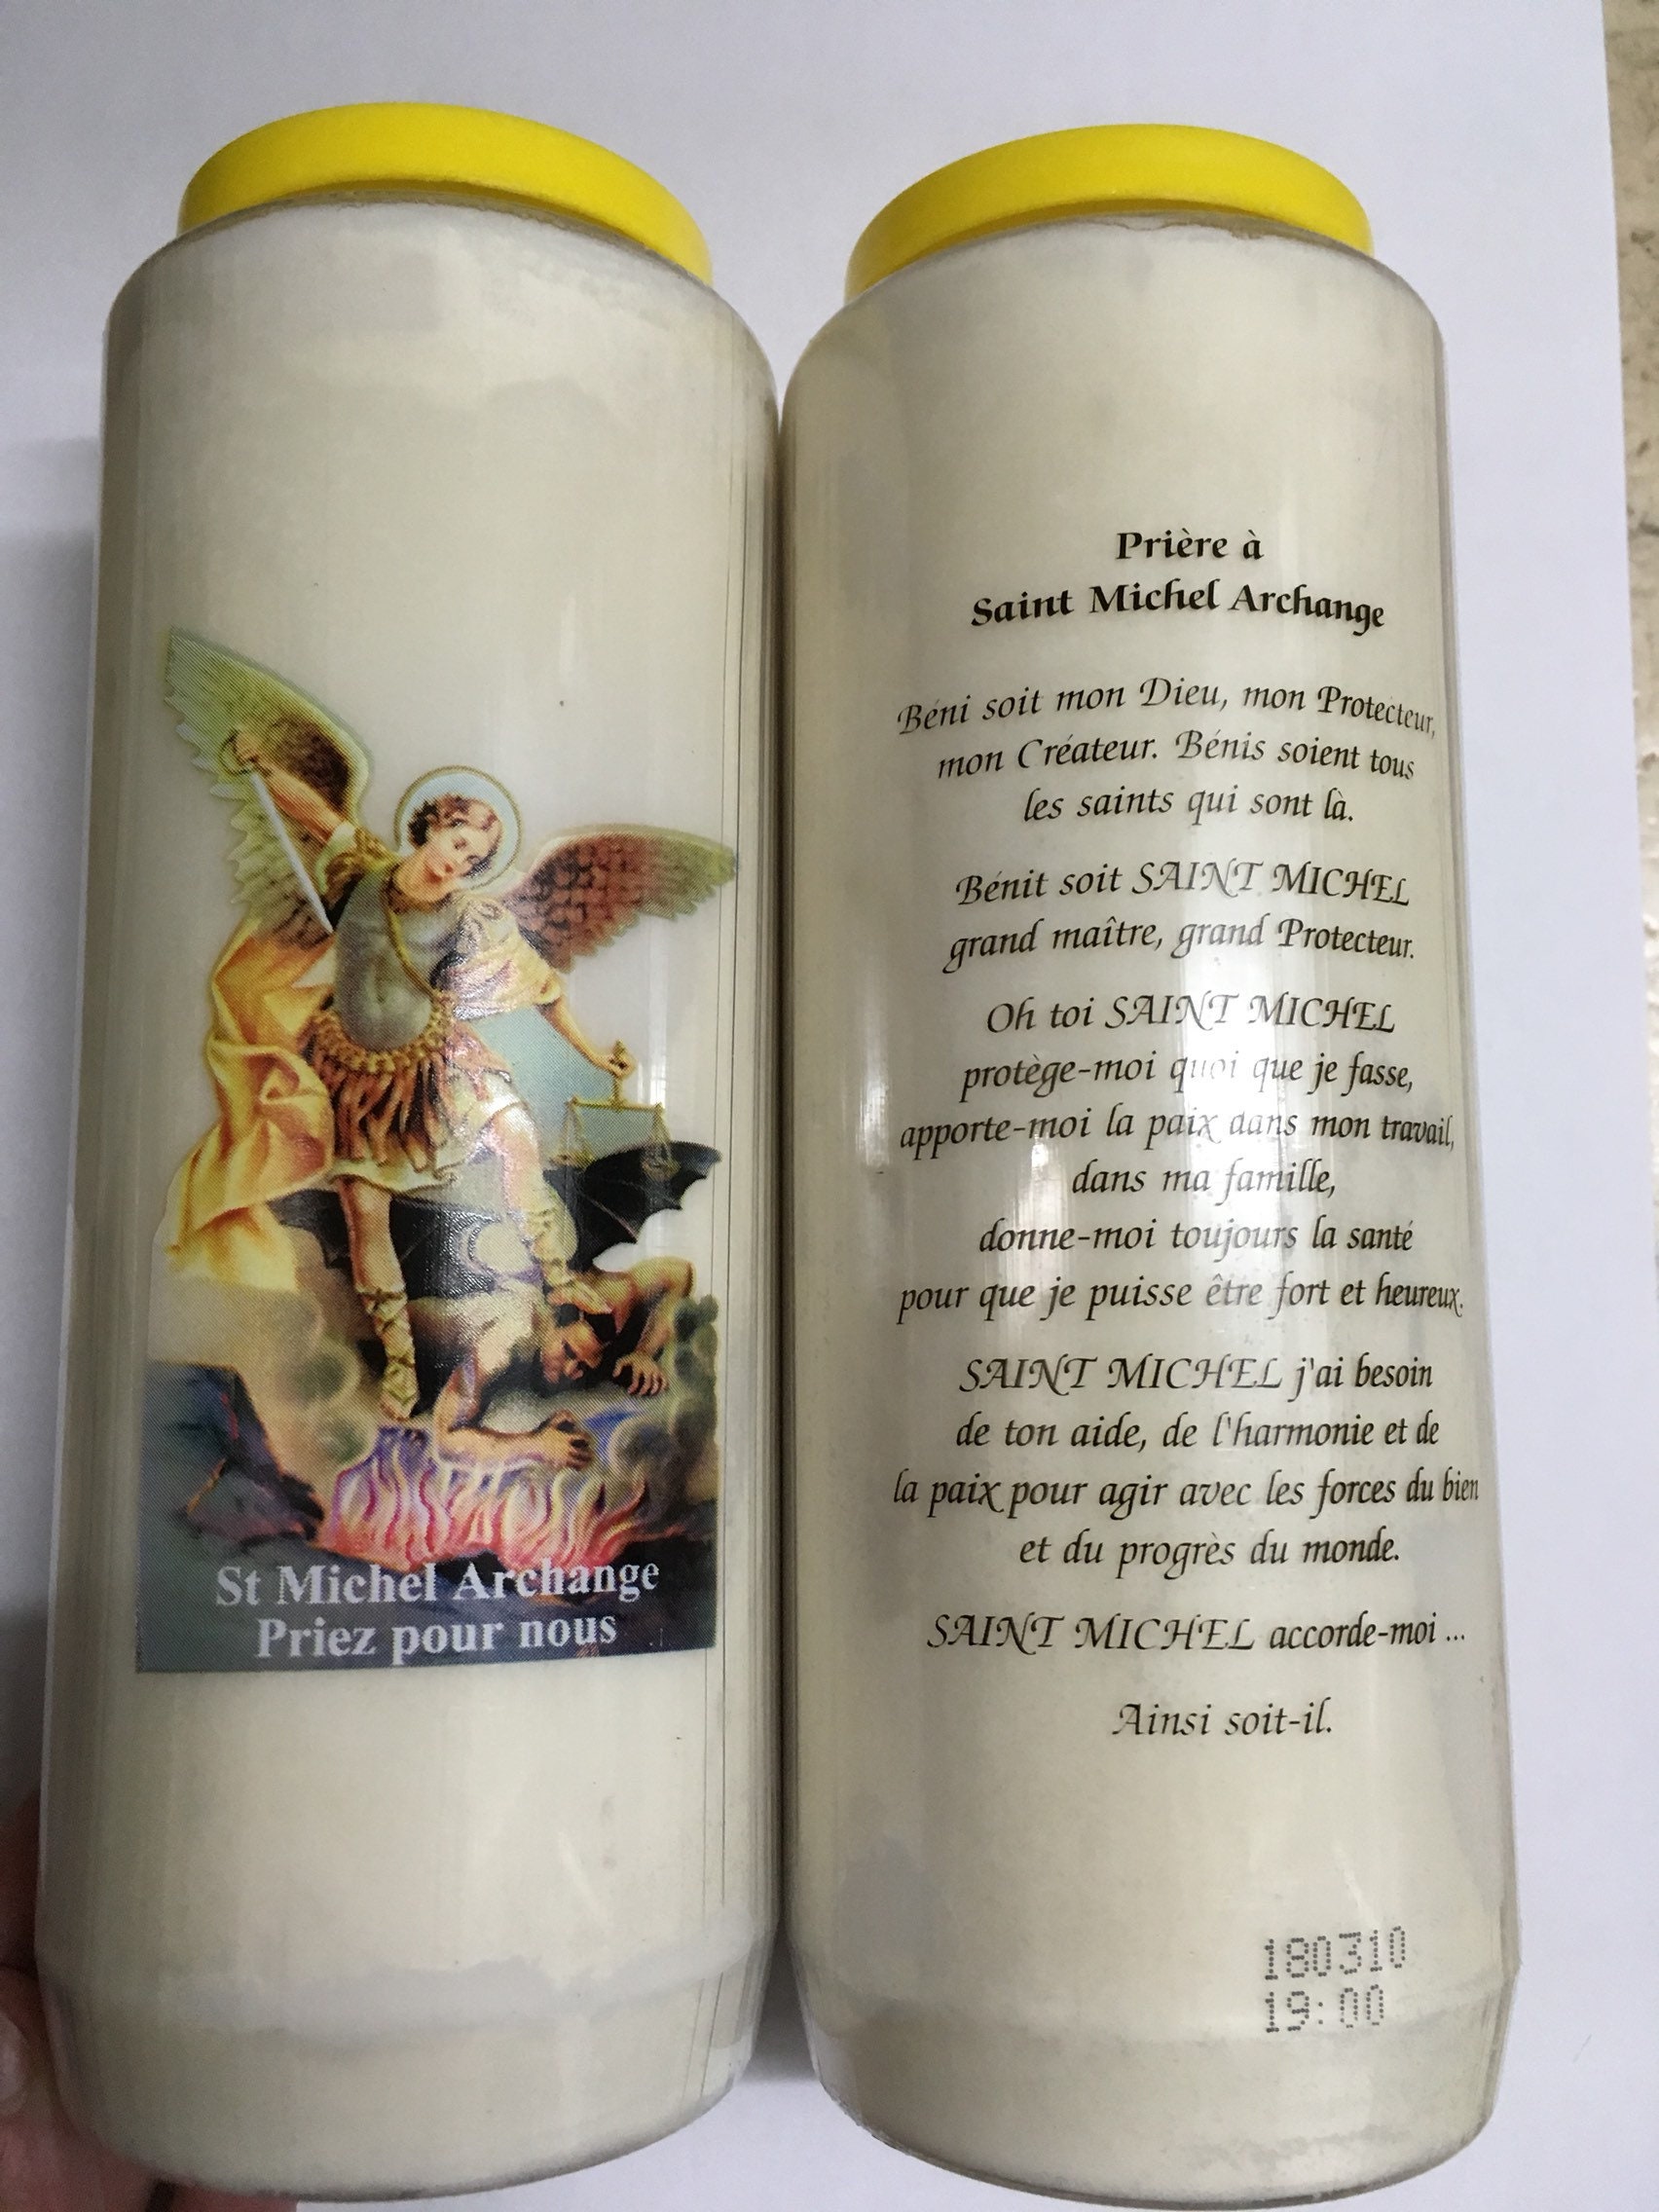 St Michel Archange
Priez pour nous
Prière à
Saint Michel Archange
Béni soit mon Dieu, mon Protecteur,
mon Créateur. Bénis soient tous
les saints qui sont là.
Bénit soit SAINT MICHEL
grand maître, grand Protecteur.
Oh toi SAINT MICHEL
protège-moi quoi que je fasse,
apporte-moi la paix dans mon travail,
dans ma famille,
donne-moi toujours la santé
pour que je puisse être fort et heureux.
SAINT MICHEL j'ai besoin
de ton aide, de l'harmonie et de
la paix pour agir avec les forces du bien
et du progrès du monde.
SAINT MICHEL accorde-moi ...
Ainsi soit-il.
180310
19:00